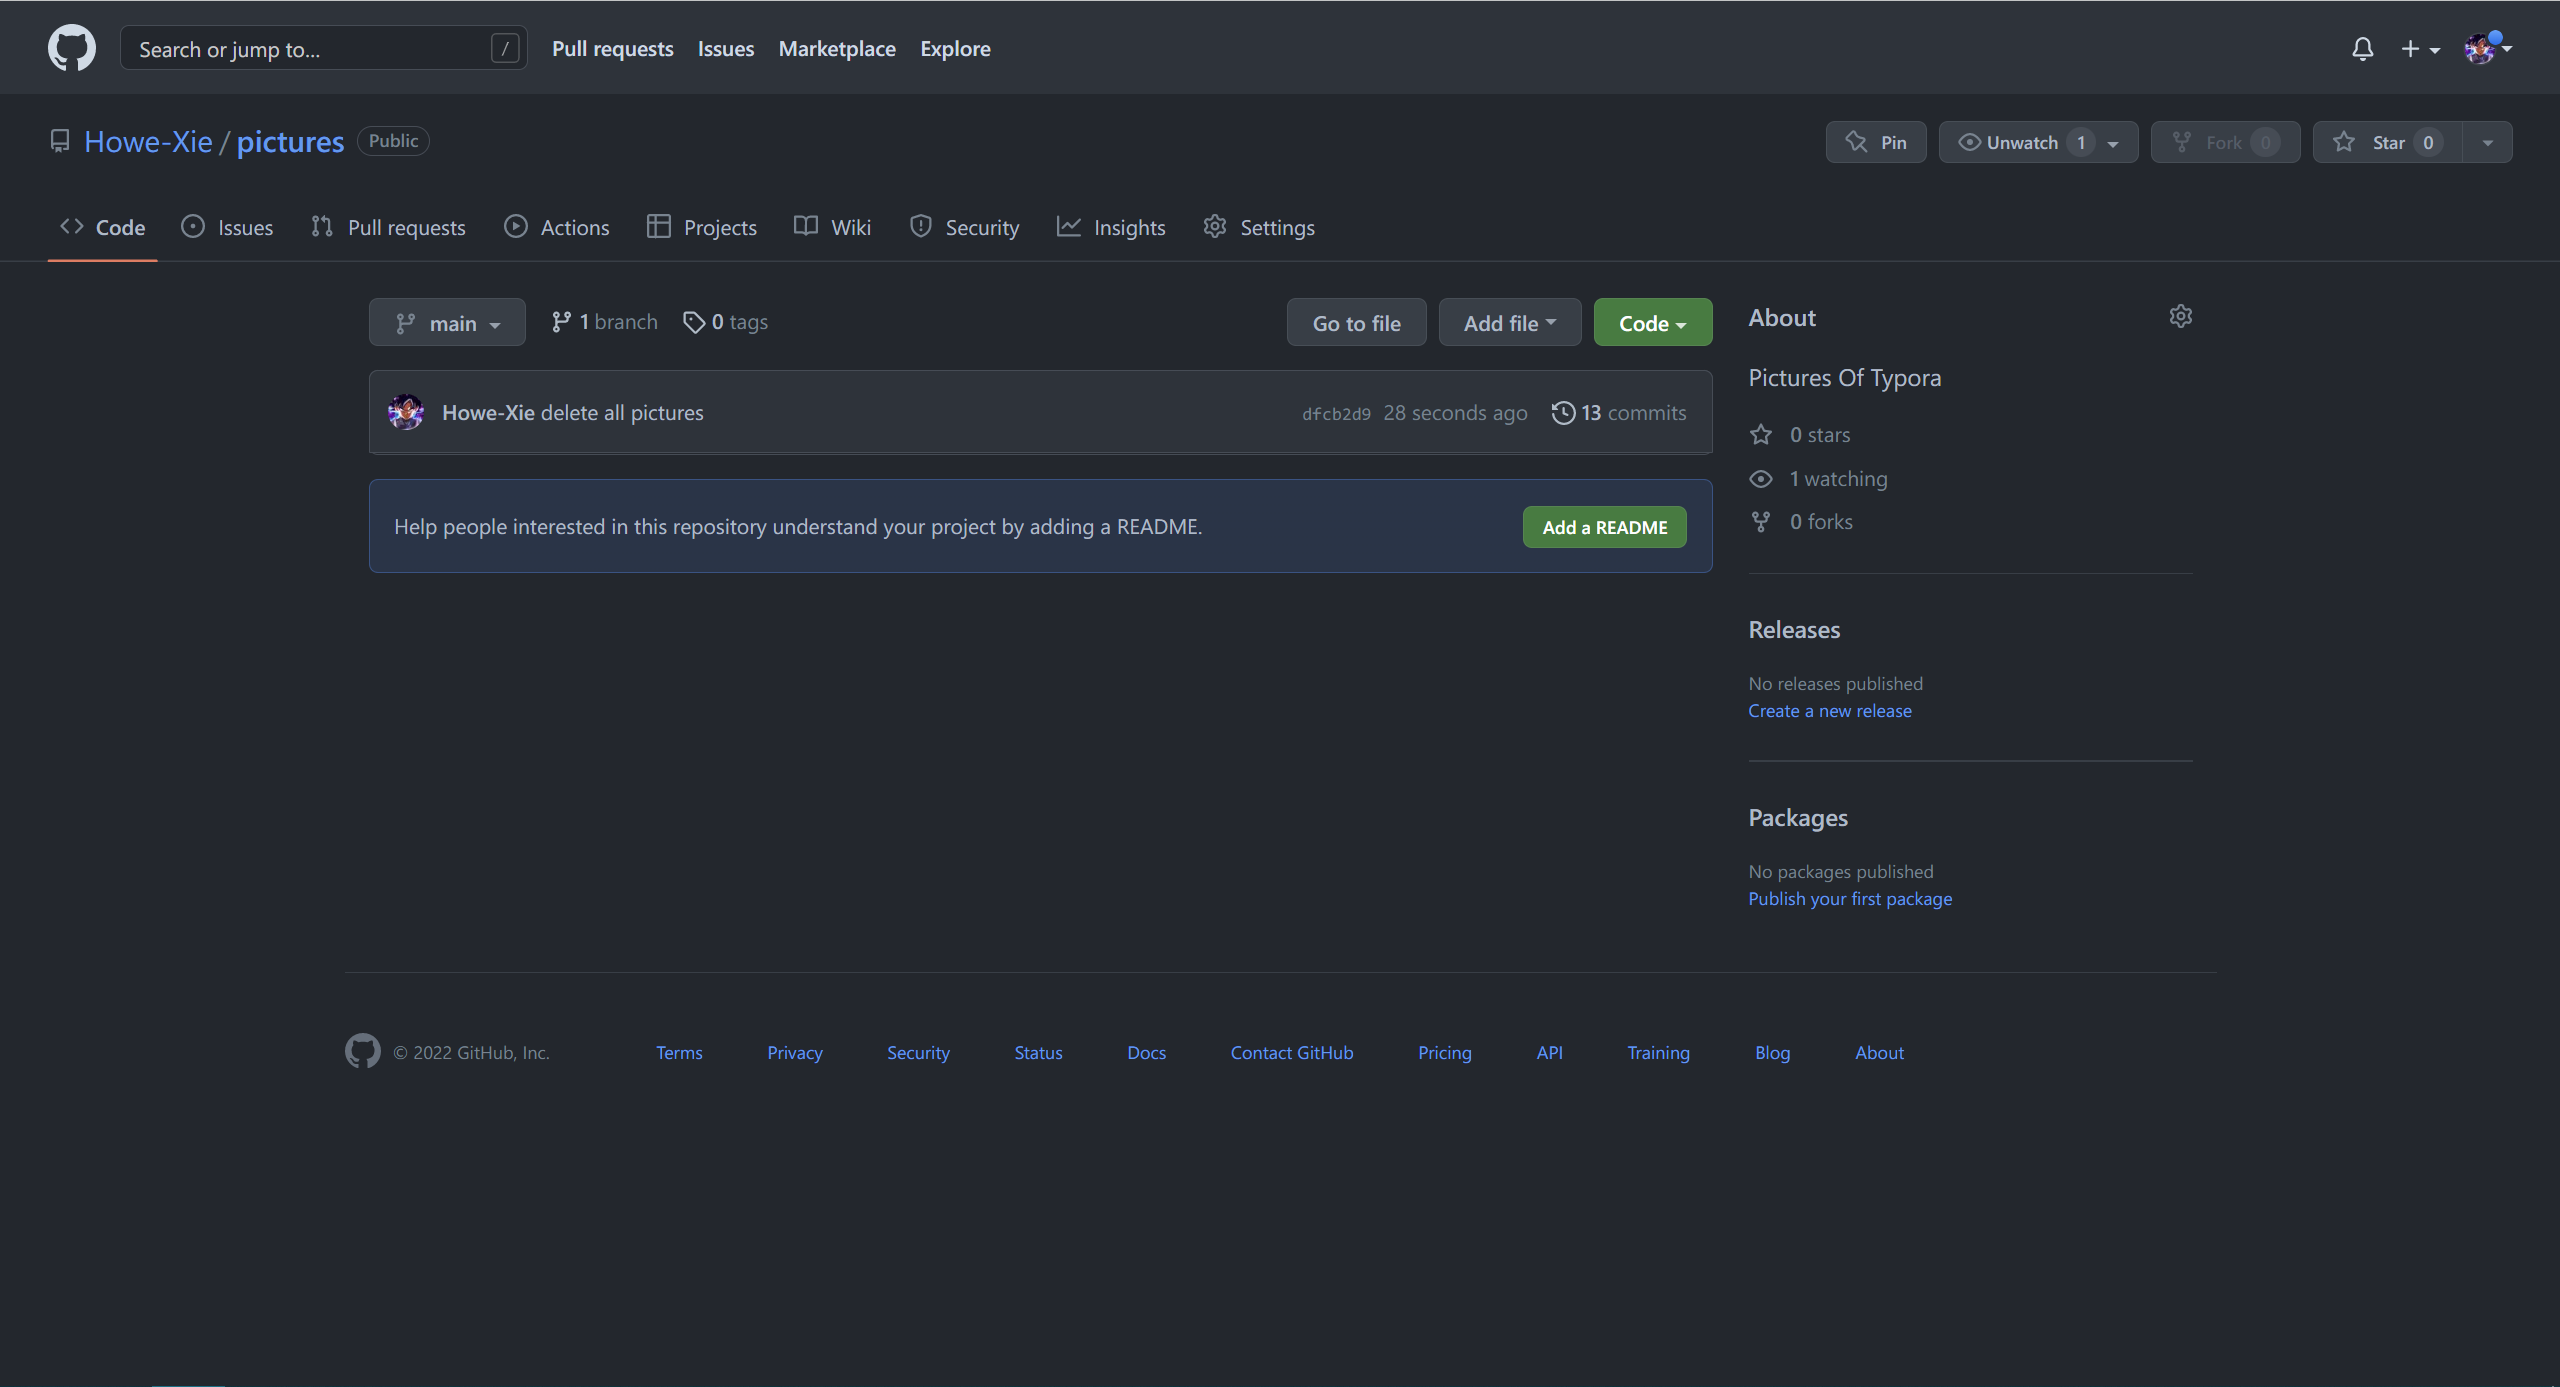 Search or jump to... /
Pull requests Issues Marketplace Explore
Howe-Xie / pictures Public
Pin Unwatch 1 Fork 0 Star 0
Code Issues Pull requests Actions Projects Wiki Security Insights Settings
main 1 branch 0 tags Go to file Add file Code
Howe-Xie delete all pictures dfcb2d9 28 seconds ago 13 commits
Help people interested in this repository understand your project by adding a README. Add a README
About
Pictures Of Typora
0 stars
1 watching
0 forks
Releases
No releases published
Create a new release
Packages
No packages published
Publish your first package
© 2022 GitHub, Inc. Terms Privacy Security Status Docs Contact GitHub Pricing API Training Blog About